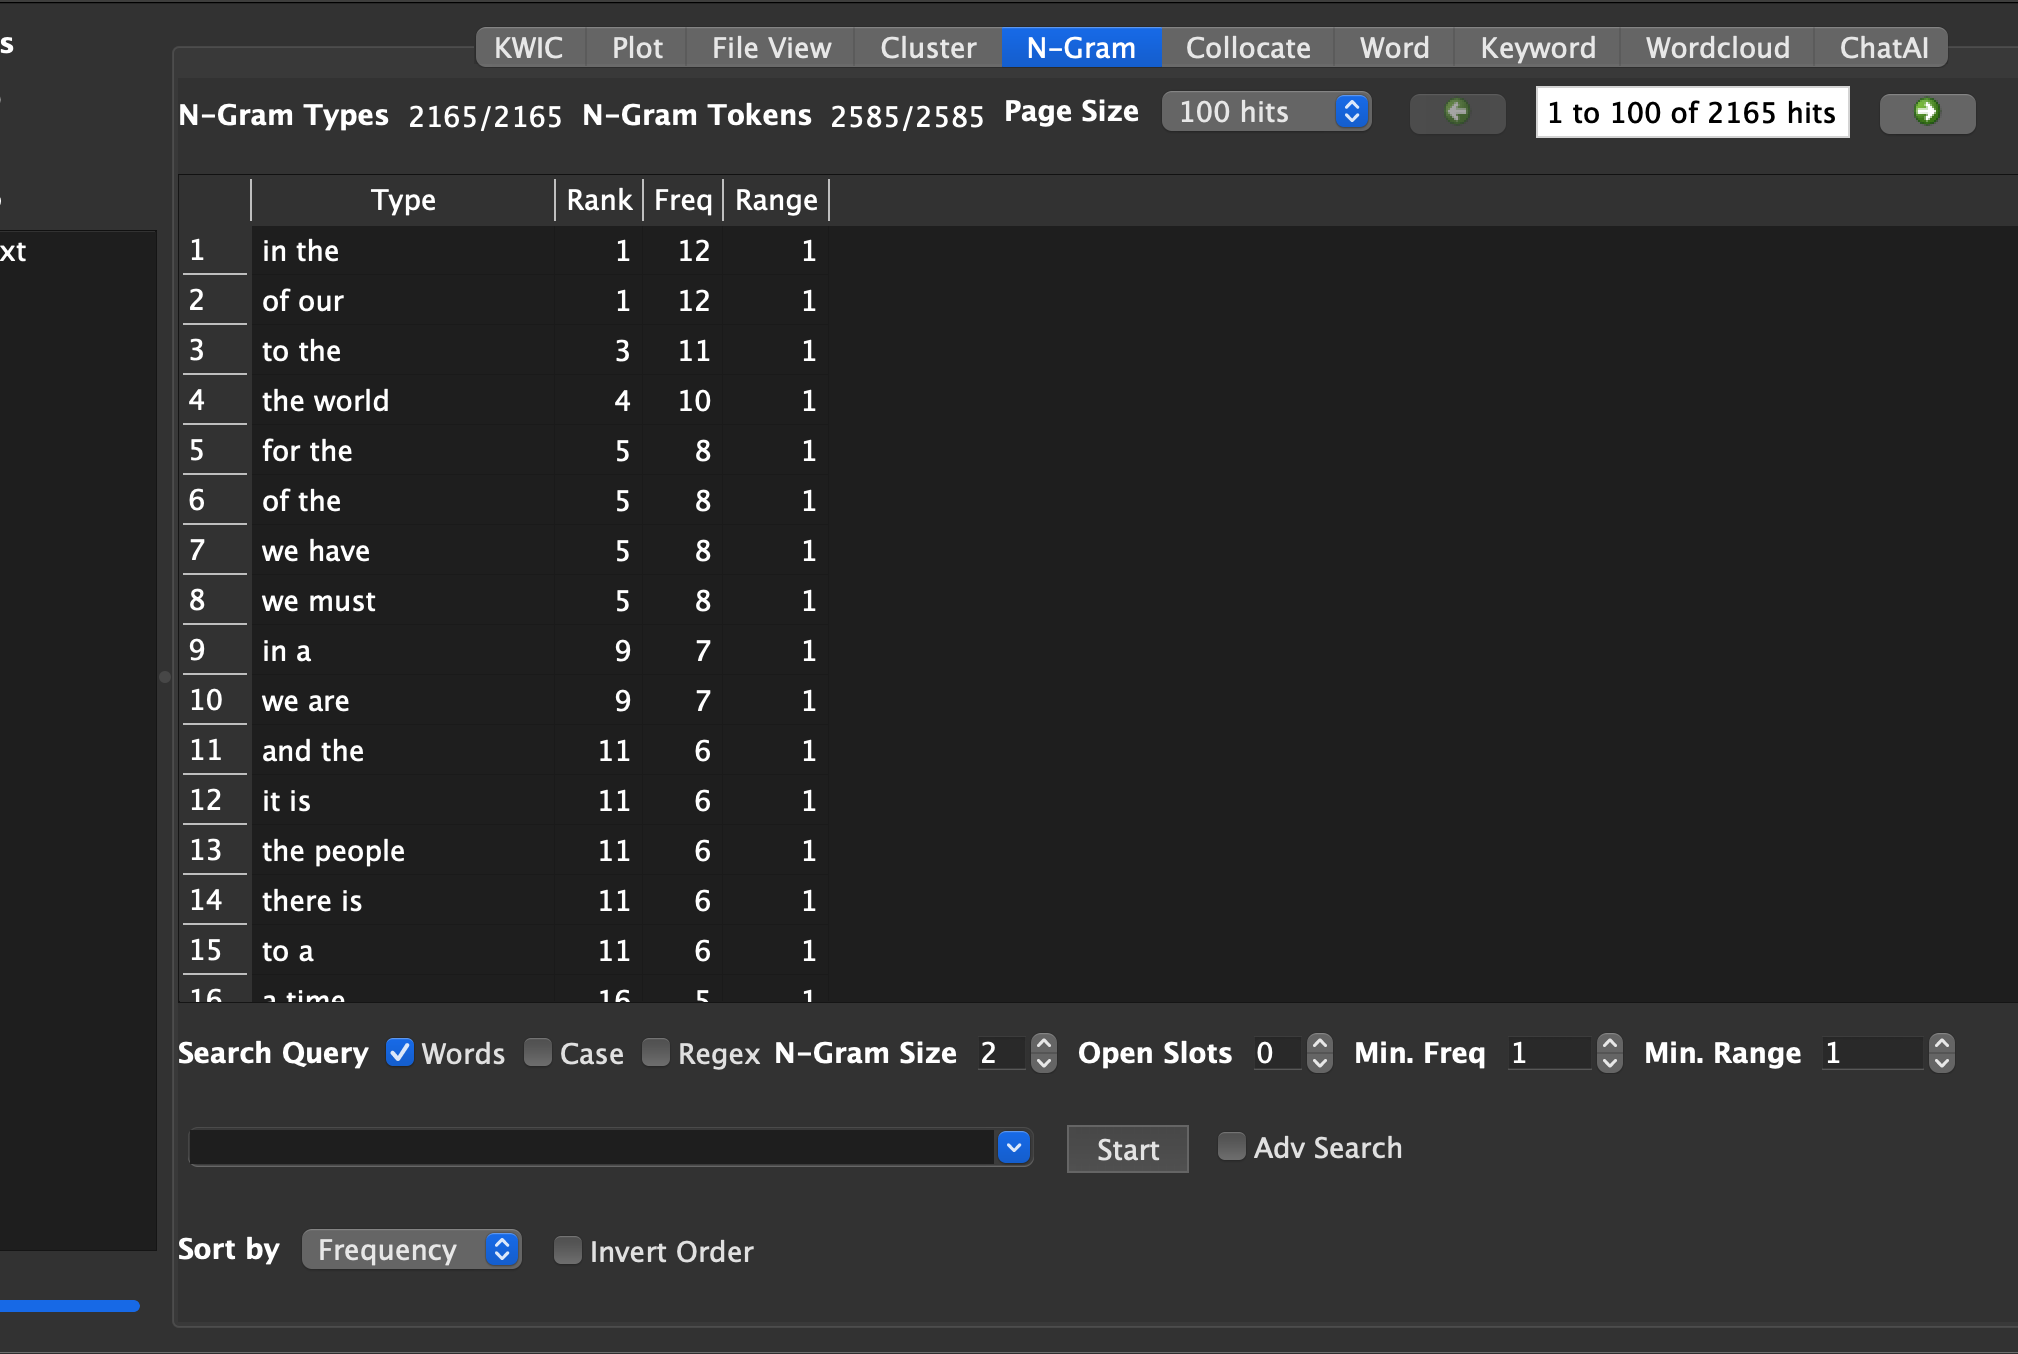 KWIC Plot File View Cluster N-Gram Collocate Word Keyword Wordcloud ChatAI
N-Gram Types 2165/2165 N-Gram Tokens 2585/2585 Page Size 100 hits 1 to 100 of 2165 hits
Type Rank Freq Range
xt
1 in the 1 12 1
2 of our 1 12 1
3 to the 3 11 1
4 the world 4 10 1
5 for the 5 8 1
6 of the 5 8 1
7 we have 5 8 1
8 we must 5 8 1
9 in a 9 7 1
10 we are 9 7 1
11 and the 11 6 1
12 it is 11 6 1
13 the people 11 6 1
14 there is 11 6 1
15 to a 11 6 1
16 a time 16 5 1
Search Query Words Case Regex N-Gram Size 2 Open Slots 0 Min. Freq 1 Min. Range 1
Start Adv Search
Sort by Frequency Invert Order